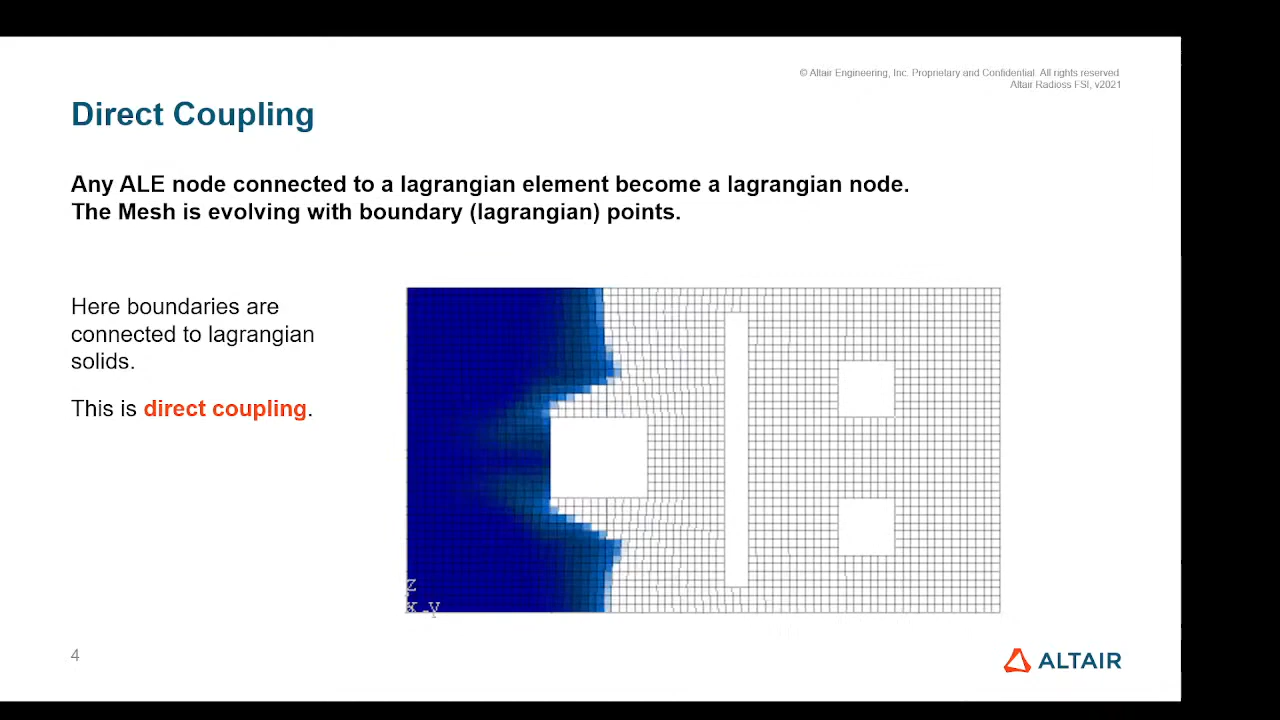 © Altair Engineering, Inc. Proprietary and Confidential. All rights reserved.
Altair Radioss FSI, v2021
Direct Coupling
Any ALE node connected to a lagrangian element become a lagrangian node.
The Mesh is evolving with boundary (lagrangian) points.
Here boundaries are
connected to lagrangian
solids.
This is direct coupling.
Z
X Y
4
ALTAIR